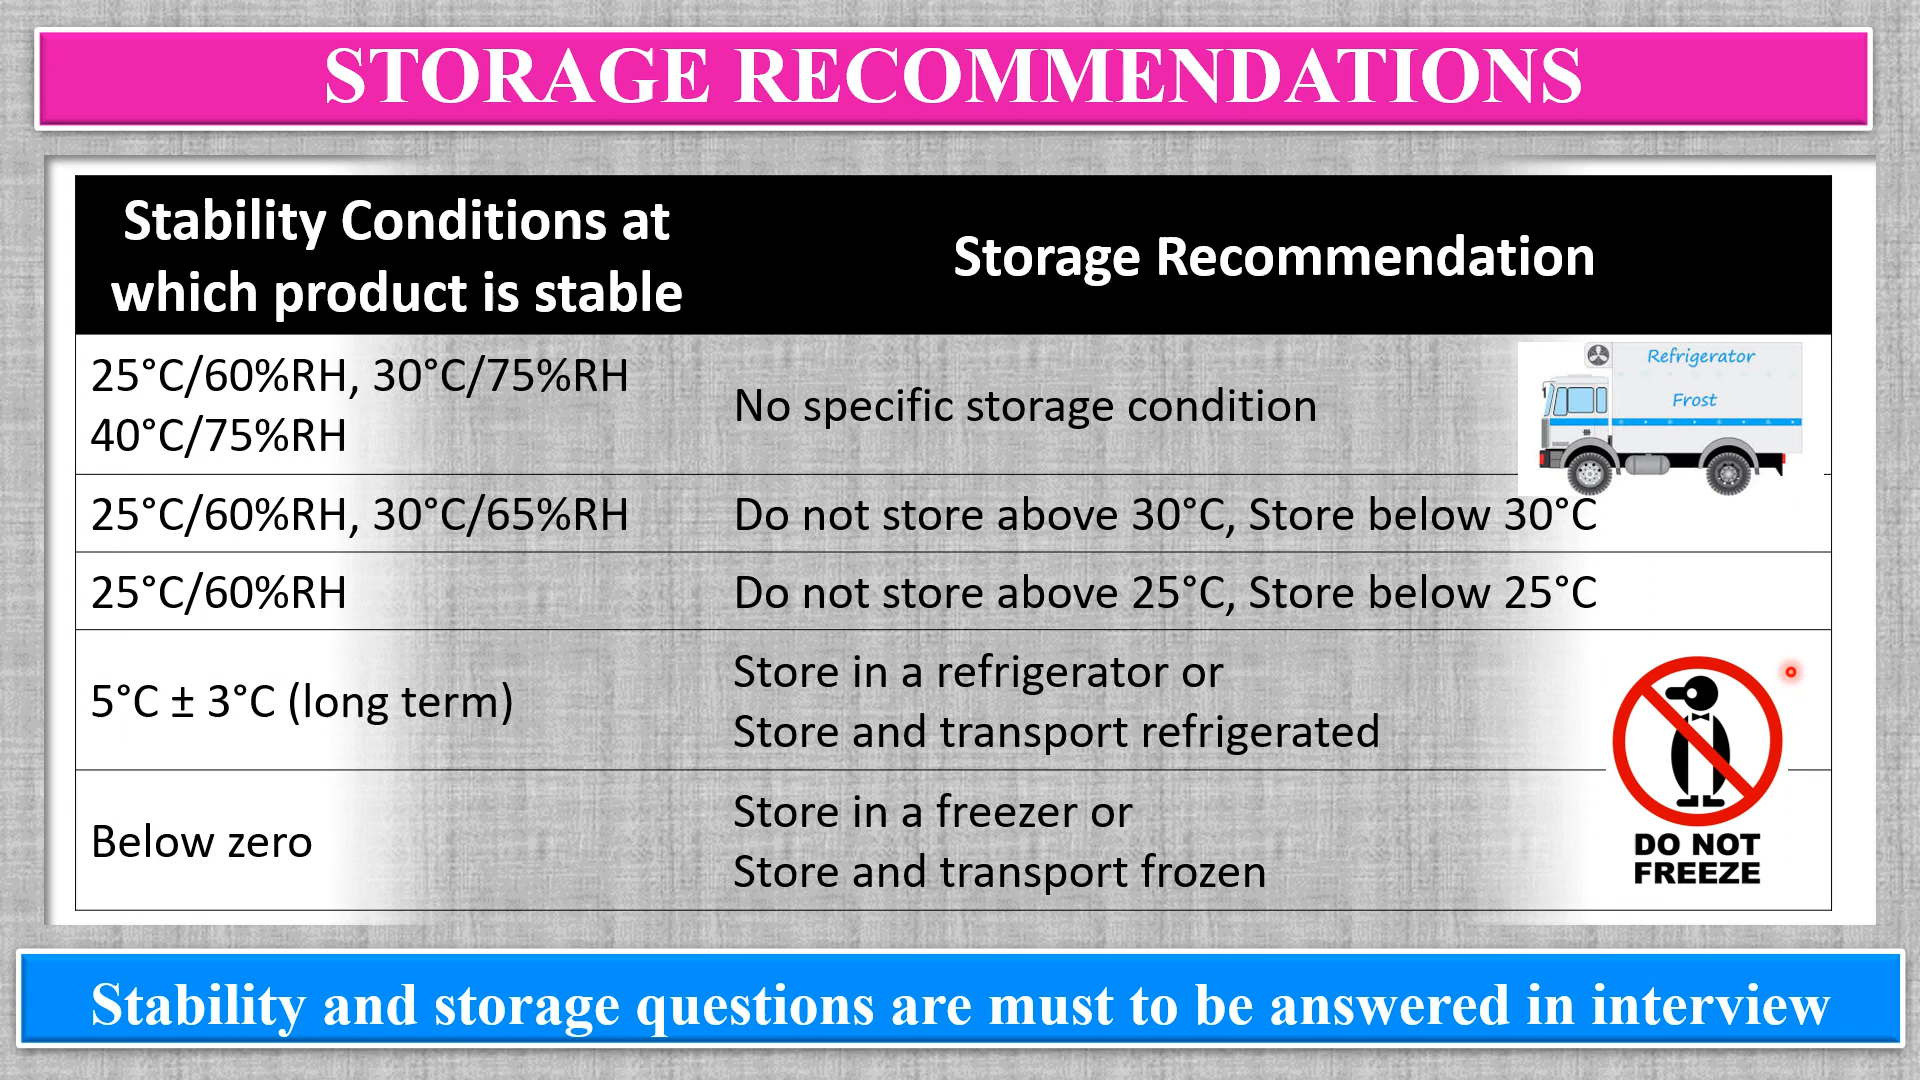 STORAGE RECOMMENDATIONS
Stability Conditions at
which product is stable
Storage Recommendation
25°C/60%RH, 30°C/75%RH
40°C/75%RH
No specific storage condition
Refrigerator
Frost
25°C/60%RH, 30°C/65%RH
Do not store above 30°C, Store below 30°C
25°C/60%RH
Do not store above 25°C, Store below 25°C
5°C ± 3°C (long term)
Store in a refrigerator or
Store and transport refrigerated
Below zero
Store in a freezer or
Store and transport frozen
DO NOT
FREEZE
Stability and storage questions are must to be answered in interview